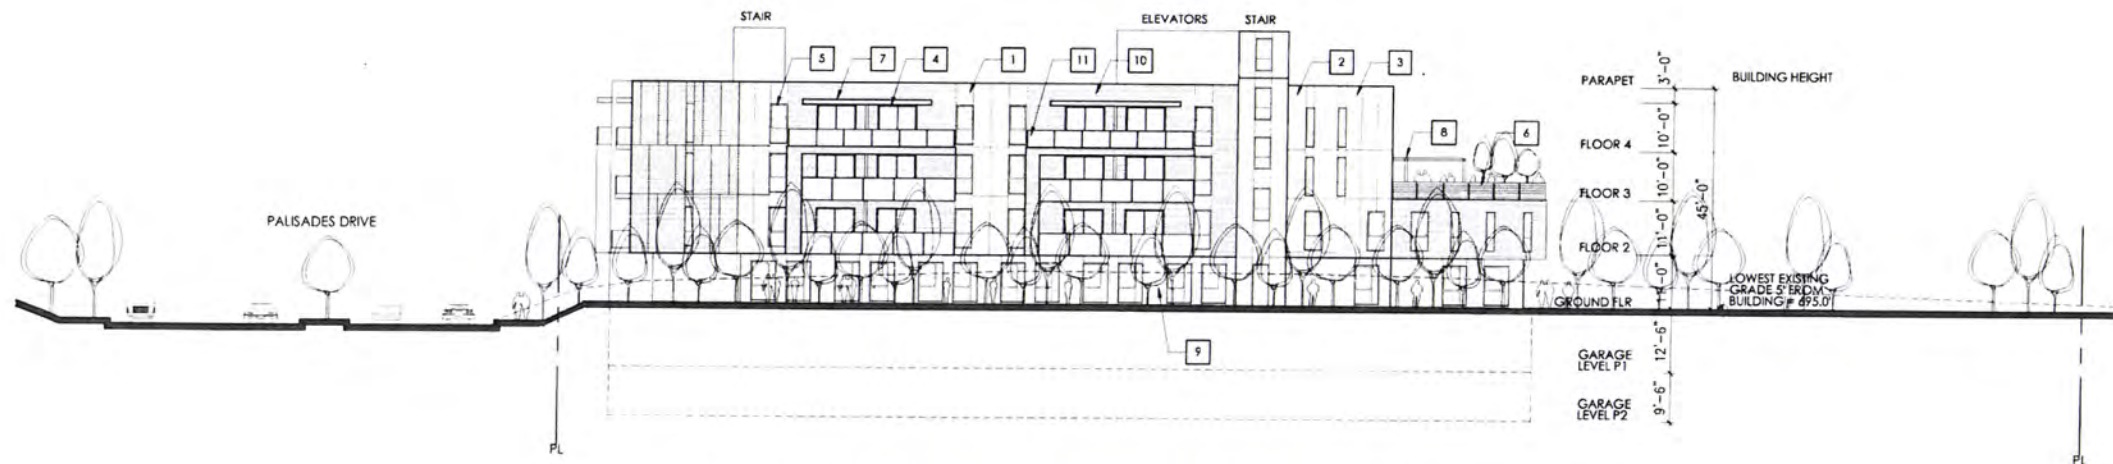 STAIR
ELEVATORS
STAIR
5
7
4
1
11
10
2
3
PARAPET
3'-0"
BUILDING HEIGHT
10'-0"
8
6
FLOOR 4
10'-0"
FLOOR 3
45'-0"
PALISADES DRIVE
11'-0"
FLOOR 2
LOWEST EXISTING
GRADE 5' FROM
BUILDING = 695.0'
GROUND FLR
9
12'-6"
GARAGE
LEVEL P1
GARAGE
LEVEL P2
9'-6"
PL
PL